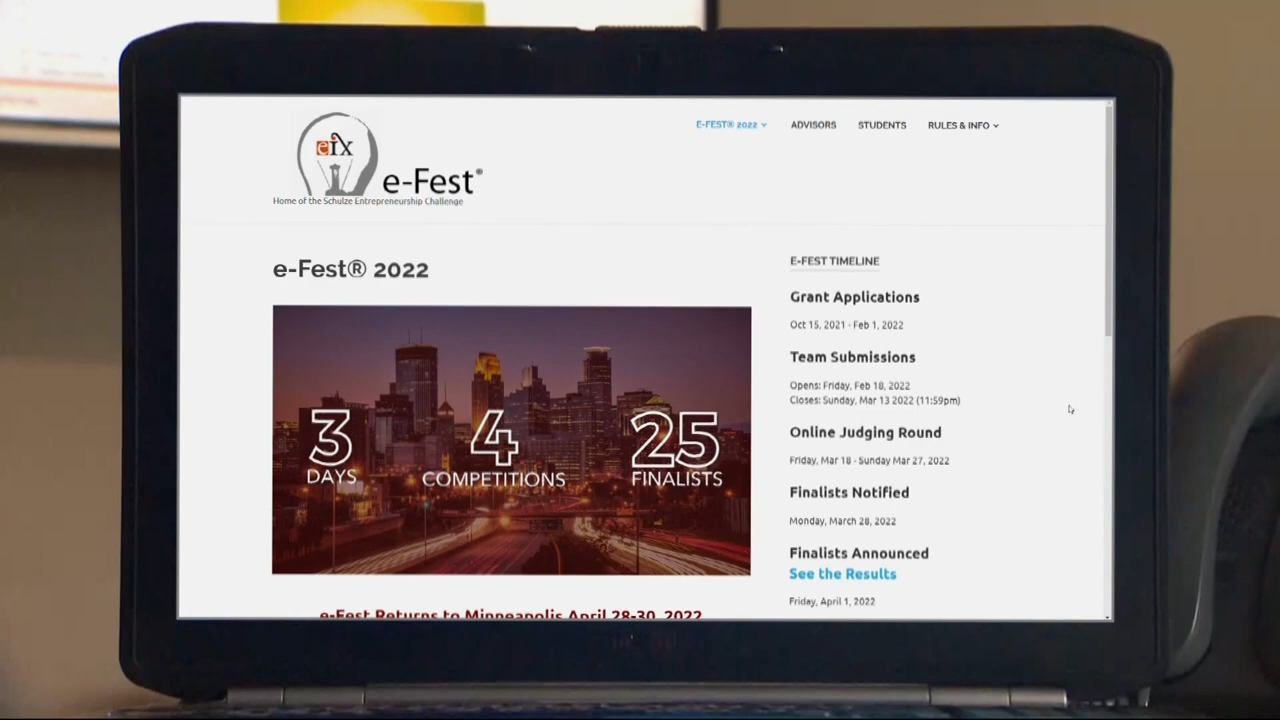 eix
e-Fest®
Home of the Schulze Entrepreneurship Challenge
E-FEST® 2022
ADVISORS
STUDENTS
RULES & INFO
e-Fest® 2022
3
DAYS
4
COMPETITIONS
25
FINALISTS
e-Fest Returns to Minneapolis April 28-30, 2022
E-FEST TIMELINE
Grant Applications
Oct 15, 2021 - Feb 1, 2022
Team Submissions
Opens: Friday, Feb 18, 2022
Closes: Sunday, Mar 13 2022 (11:59pm)
Online Judging Round
Friday, Mar 18 - Sunday Mar 27, 2022
Finalists Notified
Monday, March 28, 2022
Finalists Announced
See the Results
Friday, April 1, 2022